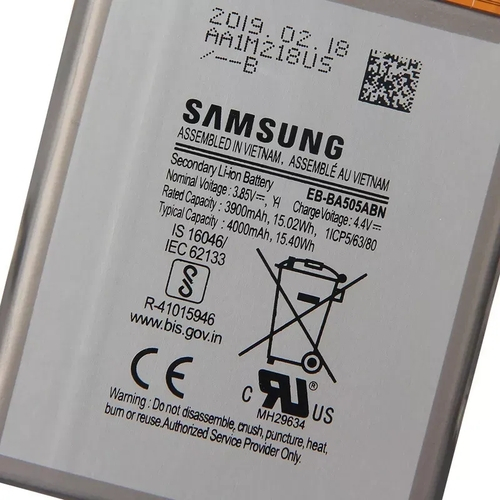 2019.02.18
AA1M218US
/--B
SAMSUNG
ASSEMBLED IN VIETNAM, ASSEMBLÉ AU VIETNAM
Secondary Li-ion Battery EB-BA505ABN
Nominal Voltage: 3.85V⎓, Y4 Charge Voltage: 4.4V⎓
Rated Capacity: 3900mAh, 15.02Wh 1ICP5/63/80
Typical Capacity: 4000mAh, 15.40Wh
IS 16046/
IEC 62133
R-41015946
www.bis.gov.in
CE
c RU US
MH29634
Warning : Do not disassemble, crush, puncture, heat,
burn or reuse.Authorized Service Provider Only.